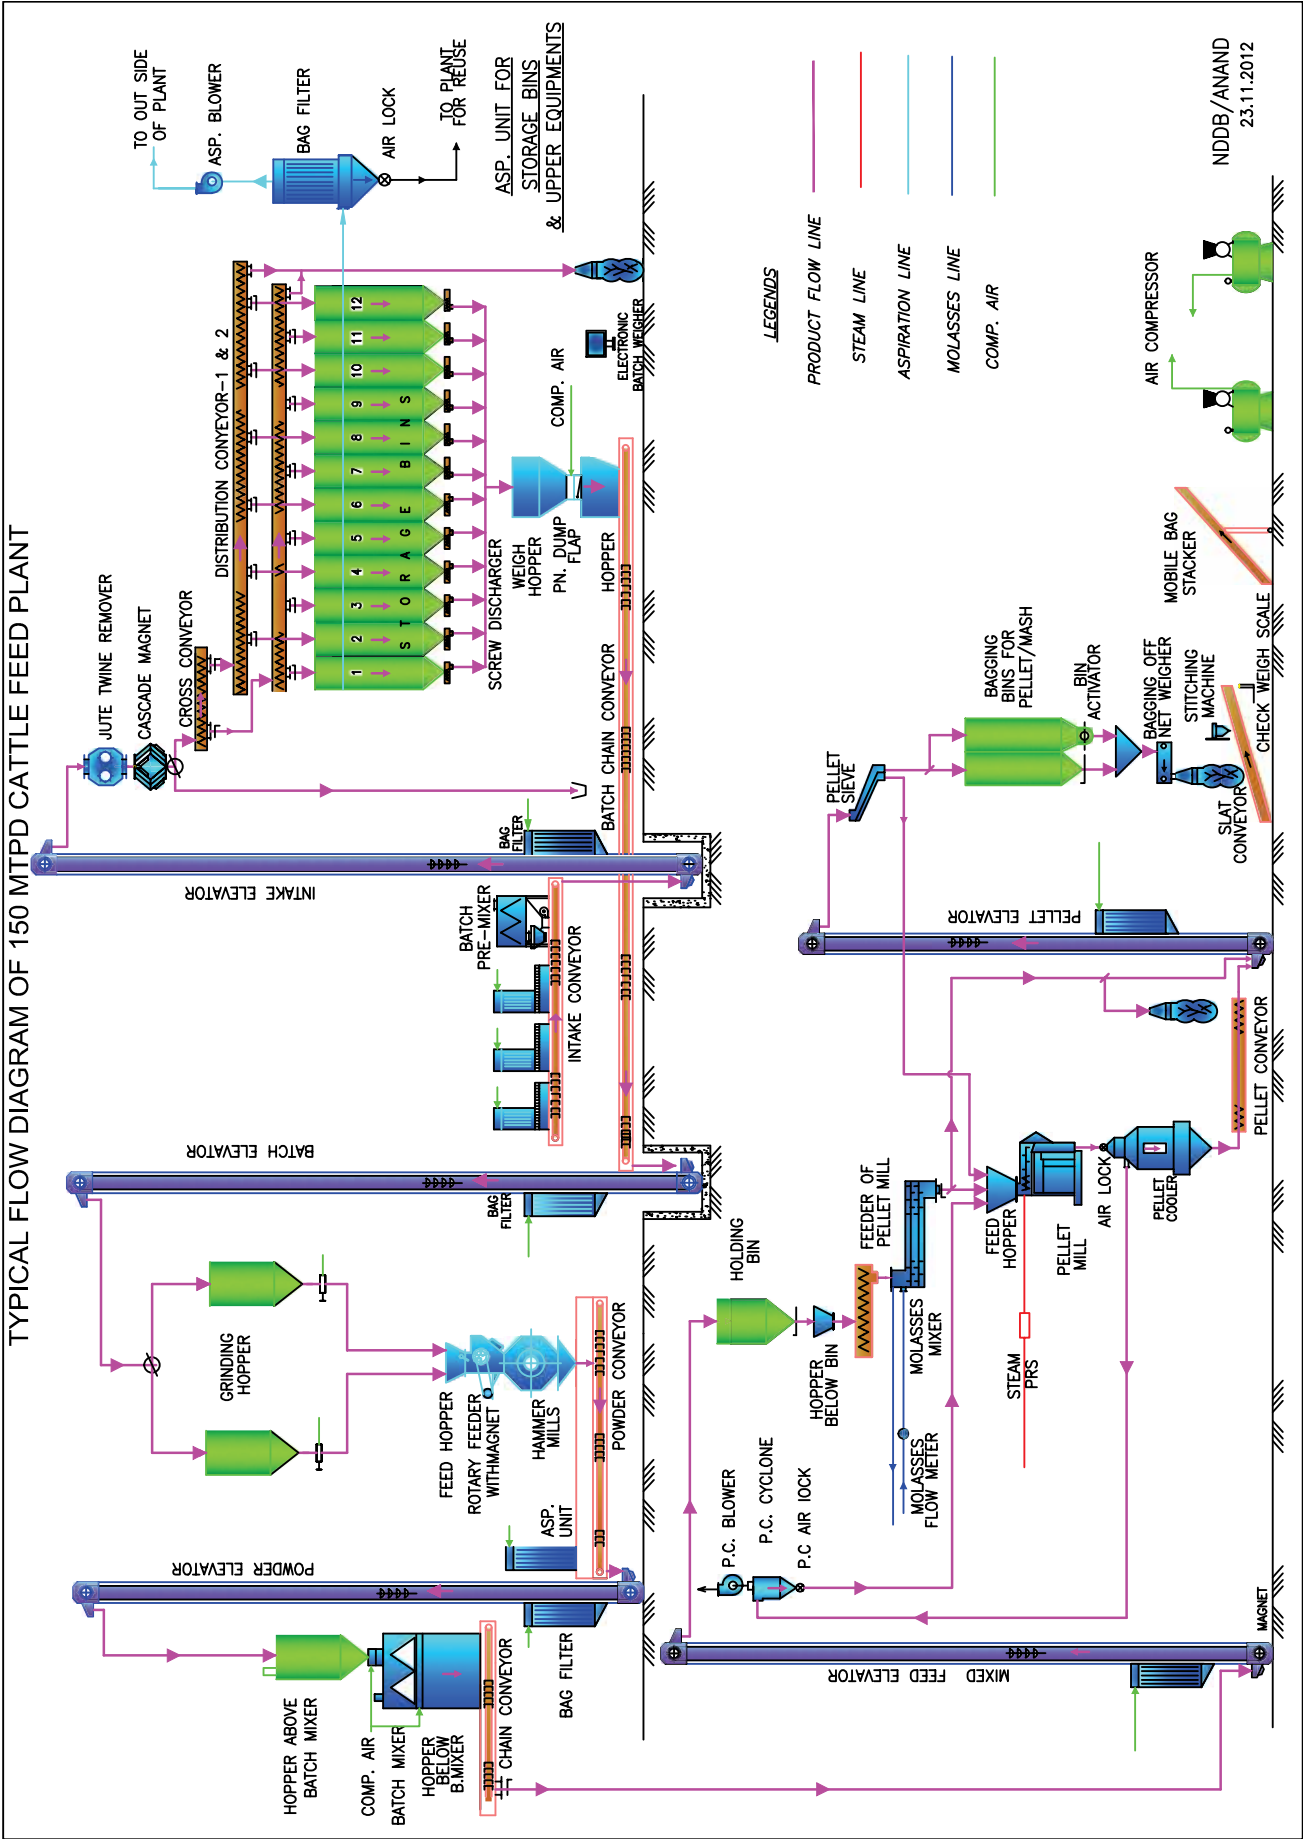 TYPICAL FLOW DIAGRAM OF 150 MTPD CATTLE FEED PLANT
HOPPER ABOVE
BATCH MIXER
COMP. AIR
BATCH MIXER
HOPPER
BELOW
B.MIXER
CHAIN CONVEYOR
POWDER ELEVATOR
BAG FILTER
ASP.
UNIT
GRINDING
HOPPER
FEED HOPPER
ROTARY FEEDER
WITHMAGNET
HAMMER
MILLS
POWDER CONVEYOR
BATCH ELEVATOR
BAG
FILTER
BATCH
PRE-MIXER
INTAKE CONVEYOR
INTAKE ELEVATOR
BAG
FILTER
BATCH CHAIN CONVEYOR
JUTE TWINE REMOVER
CASCADE MAGNET
CROSS CONVEYOR
DISTRIBUTION CONVEYOR-1 & 2
1
2
3
4
5
6
7
8
9
10
11
12
STORAGE BINS
SCREW DISCHARGER
WEIGH
HOPPPER
PN. DUMP
FLAP
HOPPER
COMP. AIR
ELECTRONIC
BATCH WEIGHER
TO OUT SIDE
OF PLANT
ASP. BLOWER
BAG FILTER
AIR LOCK
TO PLANT
FOR REUSE
ASP. UNIT FOR
STORAGE BINS
& UPPER EQUIPMENTS
MIXED FEED ELEVATOR
MAGNET
P.C. BLOWER
P.C. CYCLONE
P.C AIR lOCK
HOLDING
BIN
HOPPER
BELOW BIN
FEEDER OF
PELLET MILL
MOLASSES
MIXER
MOLASSES
FLOW METER
STEAM
PRS
FEED
HOPPER
PELLET
MILL
AIR LOCK
PELLET
COOLER
PELLET CONVEYOR
PELLET ELEVATOR
PELLET
SIEVE
BAGGING
BINS FOR
PELLET/MASH
BIN
ACTIVATOR
BAGGING OFF
NET WEIGHER
STITCHING
MACHINE
SLAT
CONVEYOR
CHECK WEIGH SCALE
MOBILE BAG
STACKER
AIR COMPRESSOR
LEGENDS
PRODUCT FLOW LINE
STEAM LINE
ASPIRATION LINE
MOLASSES LINE
COMP. AIR
NDDB/ANAND
23.11.2012